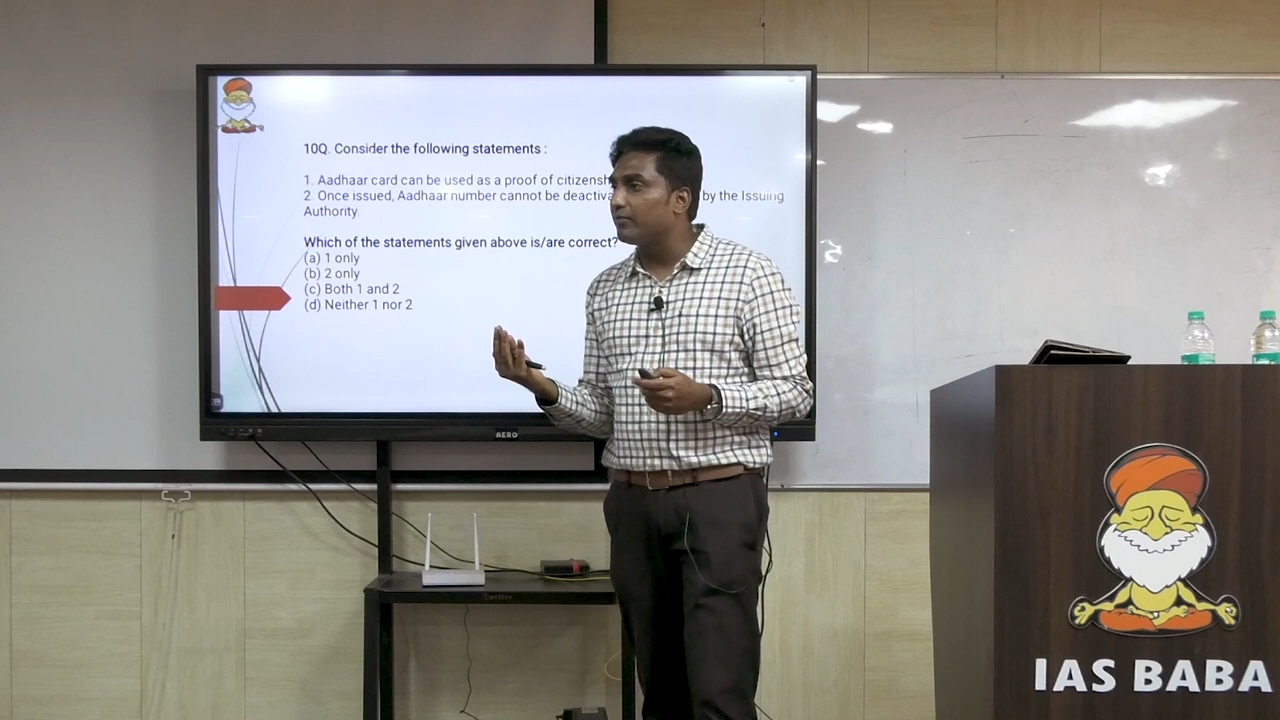 10Q. Consider the following statements :
1. Aadhaar card can be used as a proof of
2. Once issued, Aadhaar number cannot be by the Issuing
Authority.
Which of the statements given above is/are correct?
(a) 1 only
(b) 2 only
(c) Both 1 and 2
(d) Neither 1 nor 2
AERO
IAS BABA